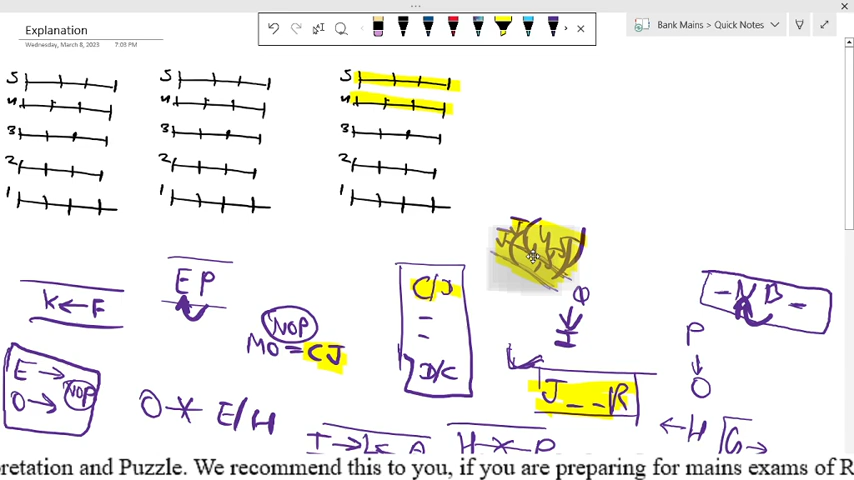 Explanation
Wednesday, March 8, 2023 7:03 PM
Bank Mains > Quick Notes
5 5 5
4 4 4
3 3 3
2 2 2
1 1 1
K ← F
E P
NOP
MO = CJ
C/J
D/C
J _ _ R
- N B -
P
↓
O
E →
O → NOP
O E/H
← H G →
H P
pretation and Puzzle. We recommend this to you, if you are preparing for mains exams of R